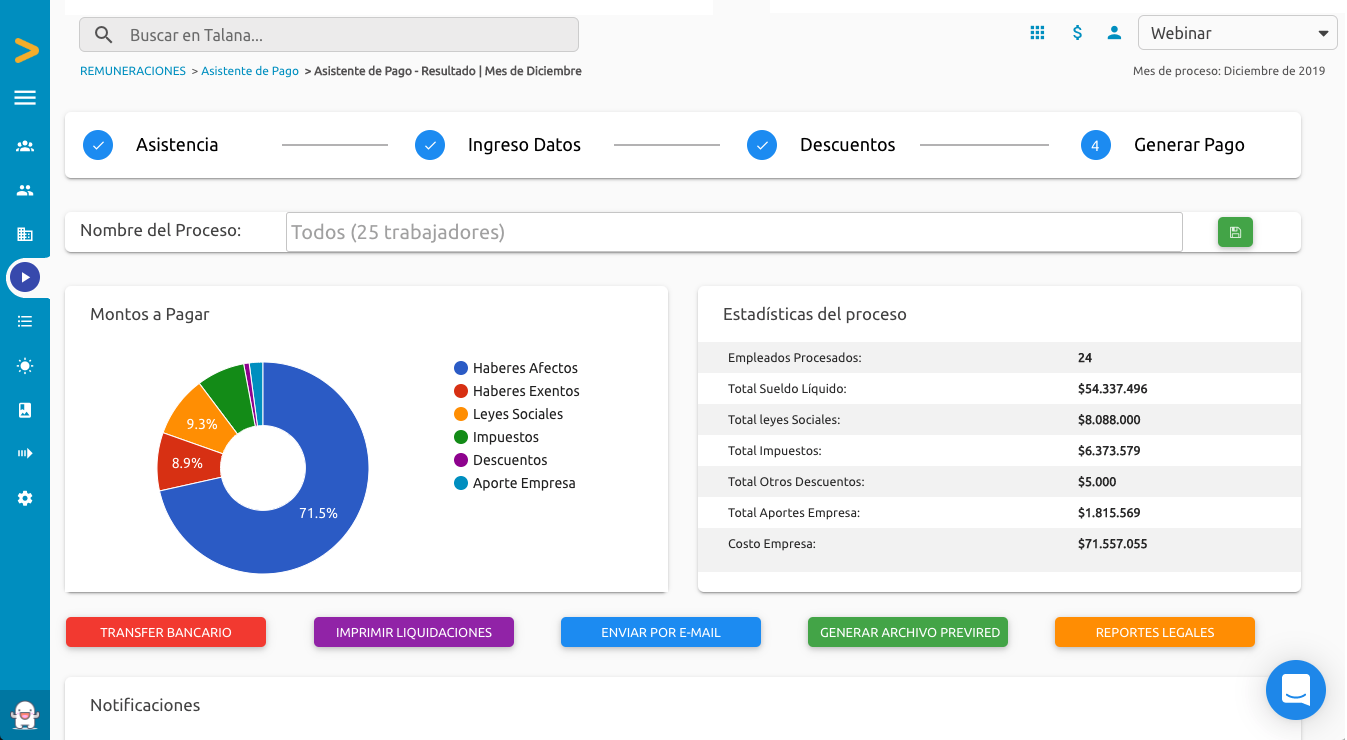 Buscar en Talana...
Webinar
REMUNERACIONES > Asistente de Pago > Asistente de Pago - Resultado | Mes de Diciembre
Mes de proceso: Diciembre de 2019
Asistencia
Ingreso Datos
Descuentos
4 Generar Pago
Nombre del Proceso:
Todos (25 trabajadores)
Montos a Pagar
71.5%
8.9%
9.3%
Haberes Afectos
Haberes Exentos
Leyes Sociales
Impuestos
Descuentos
Aporte Empresa
Estadísticas del proceso
Empleados Procesados: 24
Total Sueldo Líquido: $54.337.496
Total leyes Sociales: $8.088.000
Total Impuestos: $6.373.579
Total Otros Descuentos: $5.000
Total Aportes Empresa: $1.815.569
Costo Empresa: $71.557.055
TRANSFER BANCARIO
IMPRIMIR LIQUIDACIONES
ENVIAR POR E-MAIL
GENERAR ARCHIVO PREVIRED
REPORTES LEGALES
Notificaciones